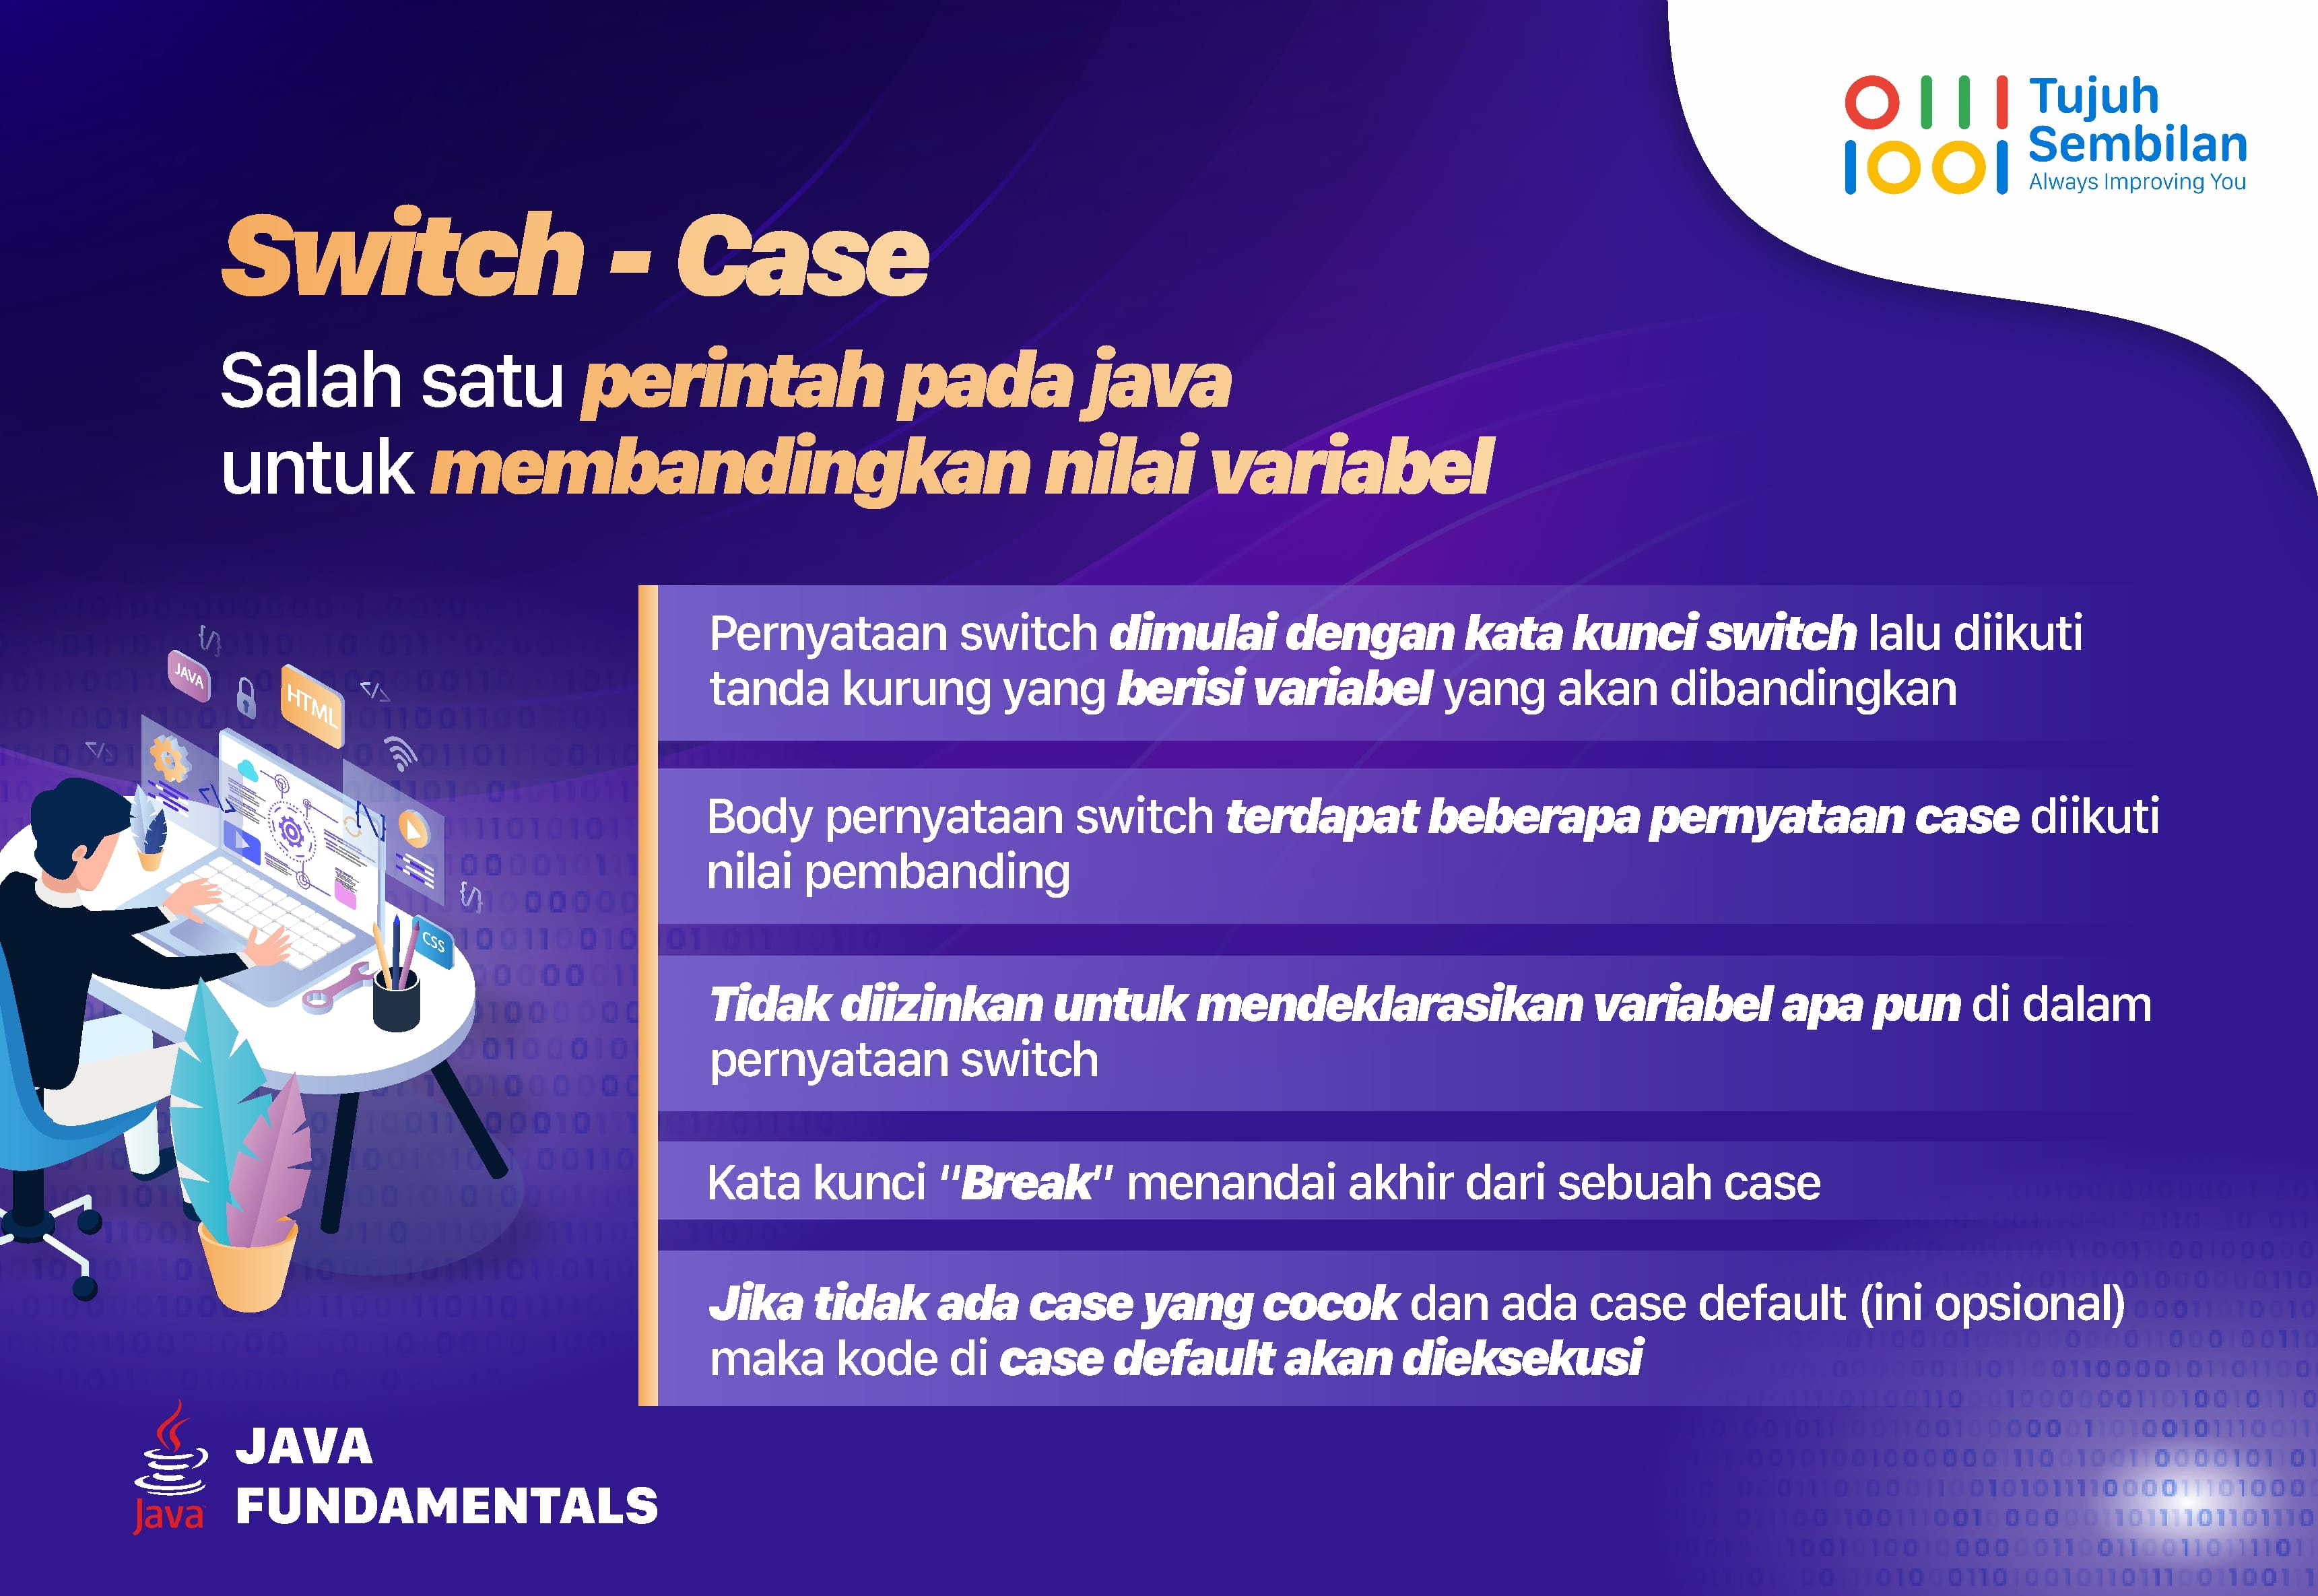 Tujuh
Sembilan
Always Improving You
Switch - Case
Salah satu perintah pada java
untuk membandingkan nilai variabel
Pernyataan switch dimulai dengan kata kunci switch lalu diikuti
tanda kurung yang berisi variabel yang akan dibandingkan
Body pernyataan switch terdapat beberapa pernyataan case diikuti
nilai pembanding
Tidak diizinkan untuk mendeklarasikan variabel apa pun di dalam
pernyataan switch
Kata kunci "Break" menandai akhir dari sebuah case
Jika tidak ada case yang cocok dan ada case default (ini opsional)
maka kode di case default akan dieksekusi
JAVA
HTML
CSS
Java
JAVA
FUNDAMENTALS